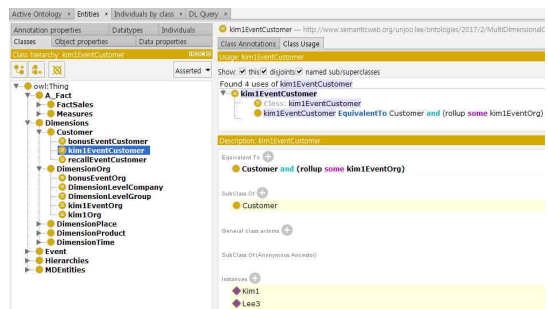 Active Ontology × Entities × Individuals by class × DL Query ×
Annotation properties Datatypes Individuals
Classes Object properties Data properties
Class hierarchy: kim1EventCustomer
Asserted
owl:Thing
A_Fact
FactSales
Measures
Dimensions
Customer
bonusEventCustomer
kim1EventCustomer
recallEventCustomer
DimensionOrg
bonusEventOrg
DimensionLevelCompany
DimensionLevelGroup
kim1EventOrg
kim1Org
DimensionPlace
DimensionProduct
DimensionTime
Event
Hierarchies
MDEntities
kim1EventCustomer — http://www.semanticweb.org/unjoo.lee/ontologies/2017/2/MultiDimensionalC
Class Annotations Class Usage
Usage: kim1EventCustomer
Show: this disjoints named sub/superclasses
Found 4 uses of kim1EventCustomer
kim1EventCustomer
Class: kim1EventCustomer
kim1EventCustomer EquivalentTo Customer and (rollup some kim1EventOrg)
Description: kim1EventCustomer
Equivalent To
Customer and (rollup some kim1EventOrg)
SubClass Of
Customer
General class axioms
SubClass Of (Anonymous Ancestor)
Instances
Kim1
Lee3